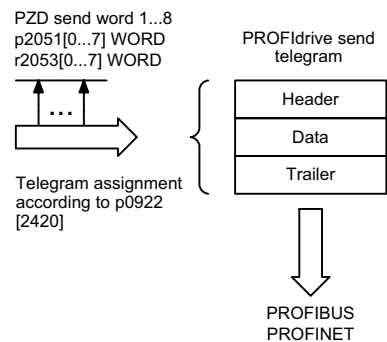 PZD send word 1...8
p2051[0...7] WORD
r2053[0...7] WORD
...
Telegram assignment
according to p0922
[2420]
PROFIdrive send
telegram
Header
Data
Trailer
PROFIBUS
PROFINET